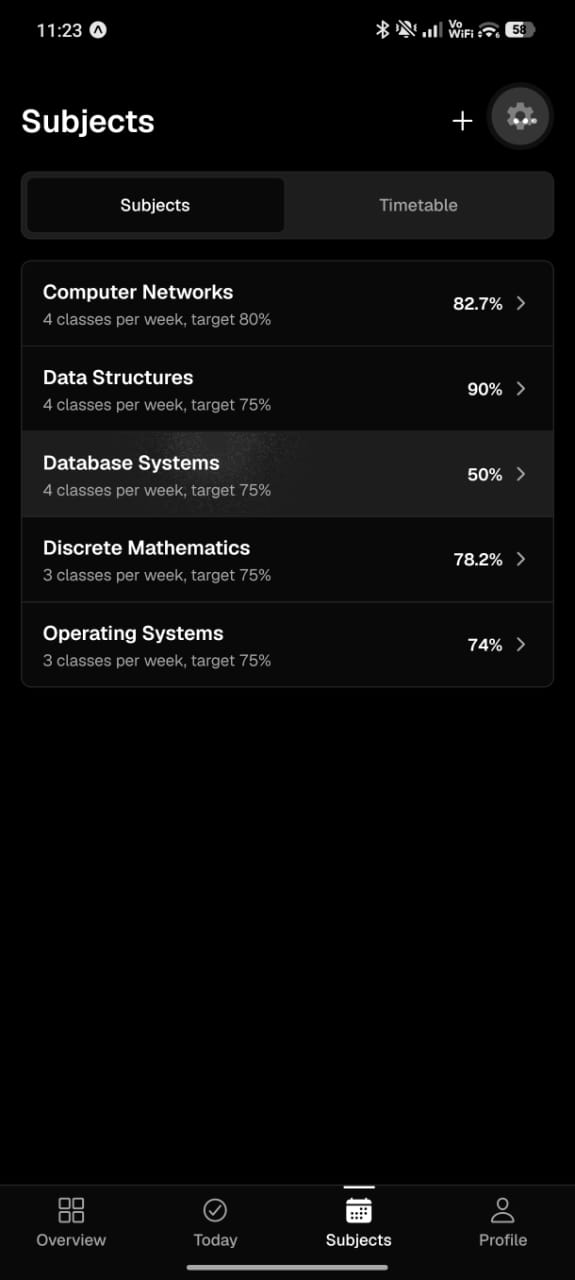 11:23
Vo
WiFi
6
58
Subjects
Subjects
Timetable
Computer Networks
4 classes per week, target 80%
82.7%
Data Structures
4 classes per week, target 75%
90%
Database Systems
4 classes per week, target 75%
50%
Discrete Mathematics
3 classes per week, target 75%
78.2%
Operating Systems
3 classes per week, target 75%
74%
Overview
Today
Subjects
Profile